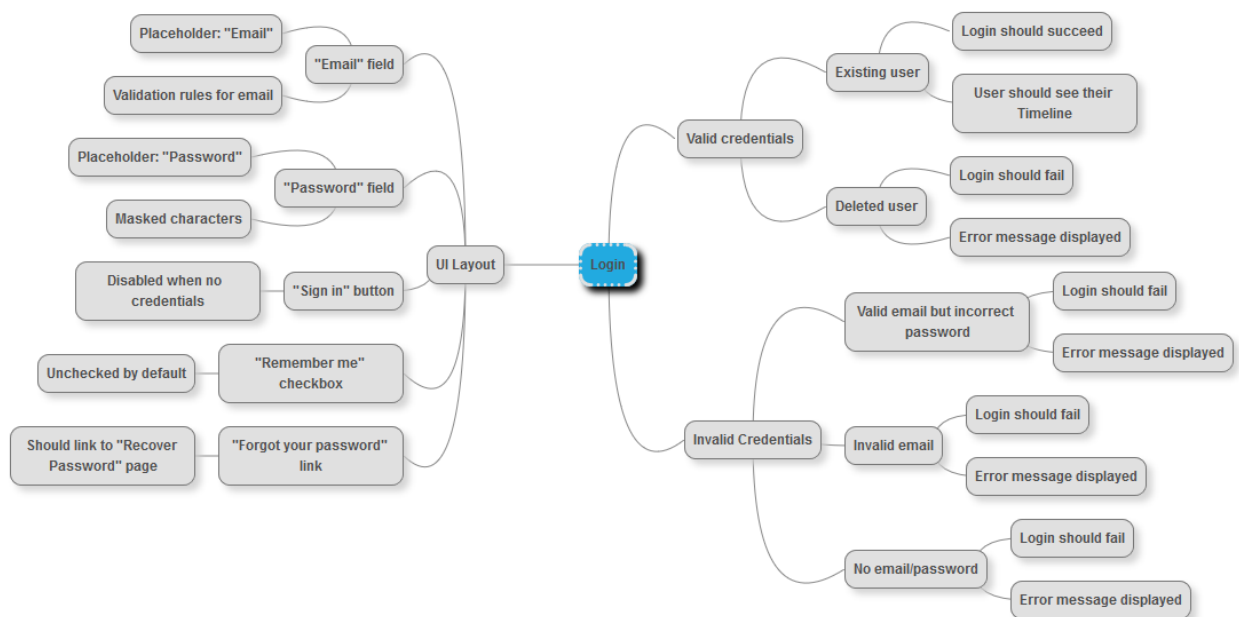 Placeholder: "Email"
"Email" field
Validation rules for email
Placeholder: "Password"
"Password" field
Masked characters
UI Layout
Disabled when no
credentials
"Sign in" button
Unchecked by default
"Remember me"
checkbox
Should link to "Recover
Password" page
"Forgot your password"
link
Login
Valid credentials
Existing user
Login should succeed
User should see their
Timeline
Deleted user
Login should fail
Error message displayed
Invalid Credentials
Valid email but incorrect
password
Login should fail
Error message displayed
Invalid email
Login should fail
Error message displayed
No email/password
Login should fail
Error message displayed